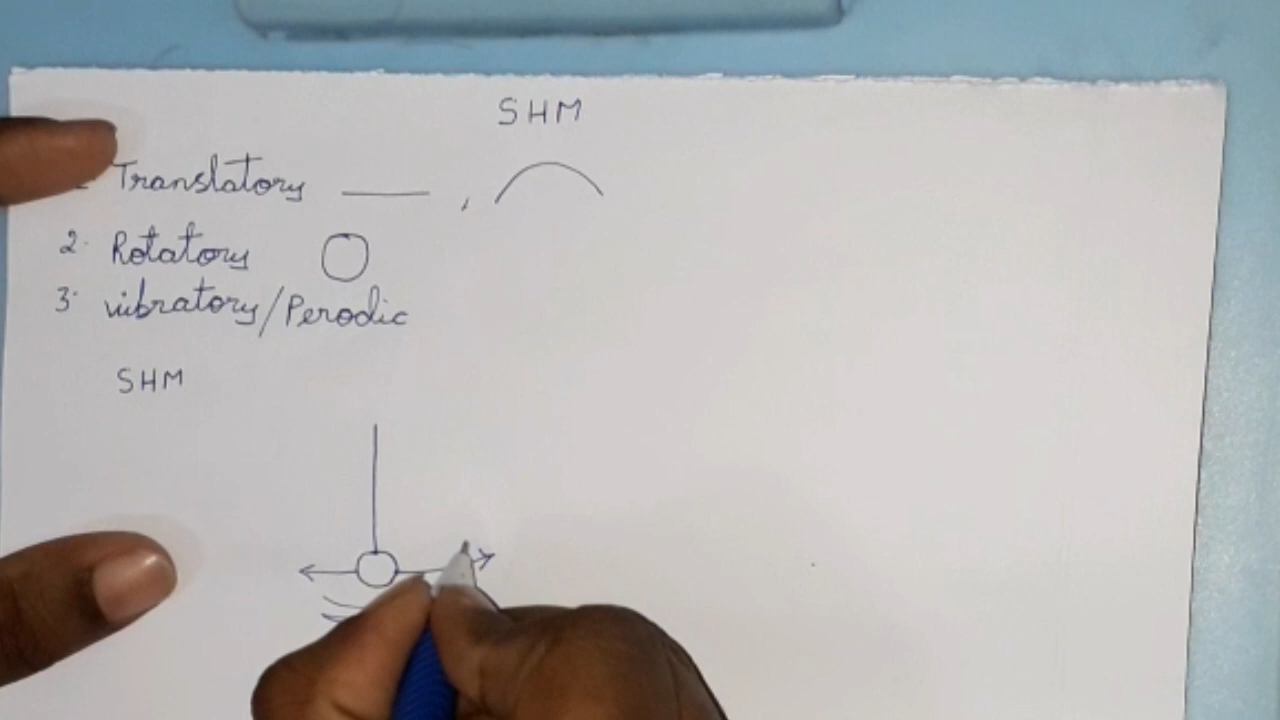 SHM
Translatory ,
2. Rotatory
3. vibratory/Perodic
SHM